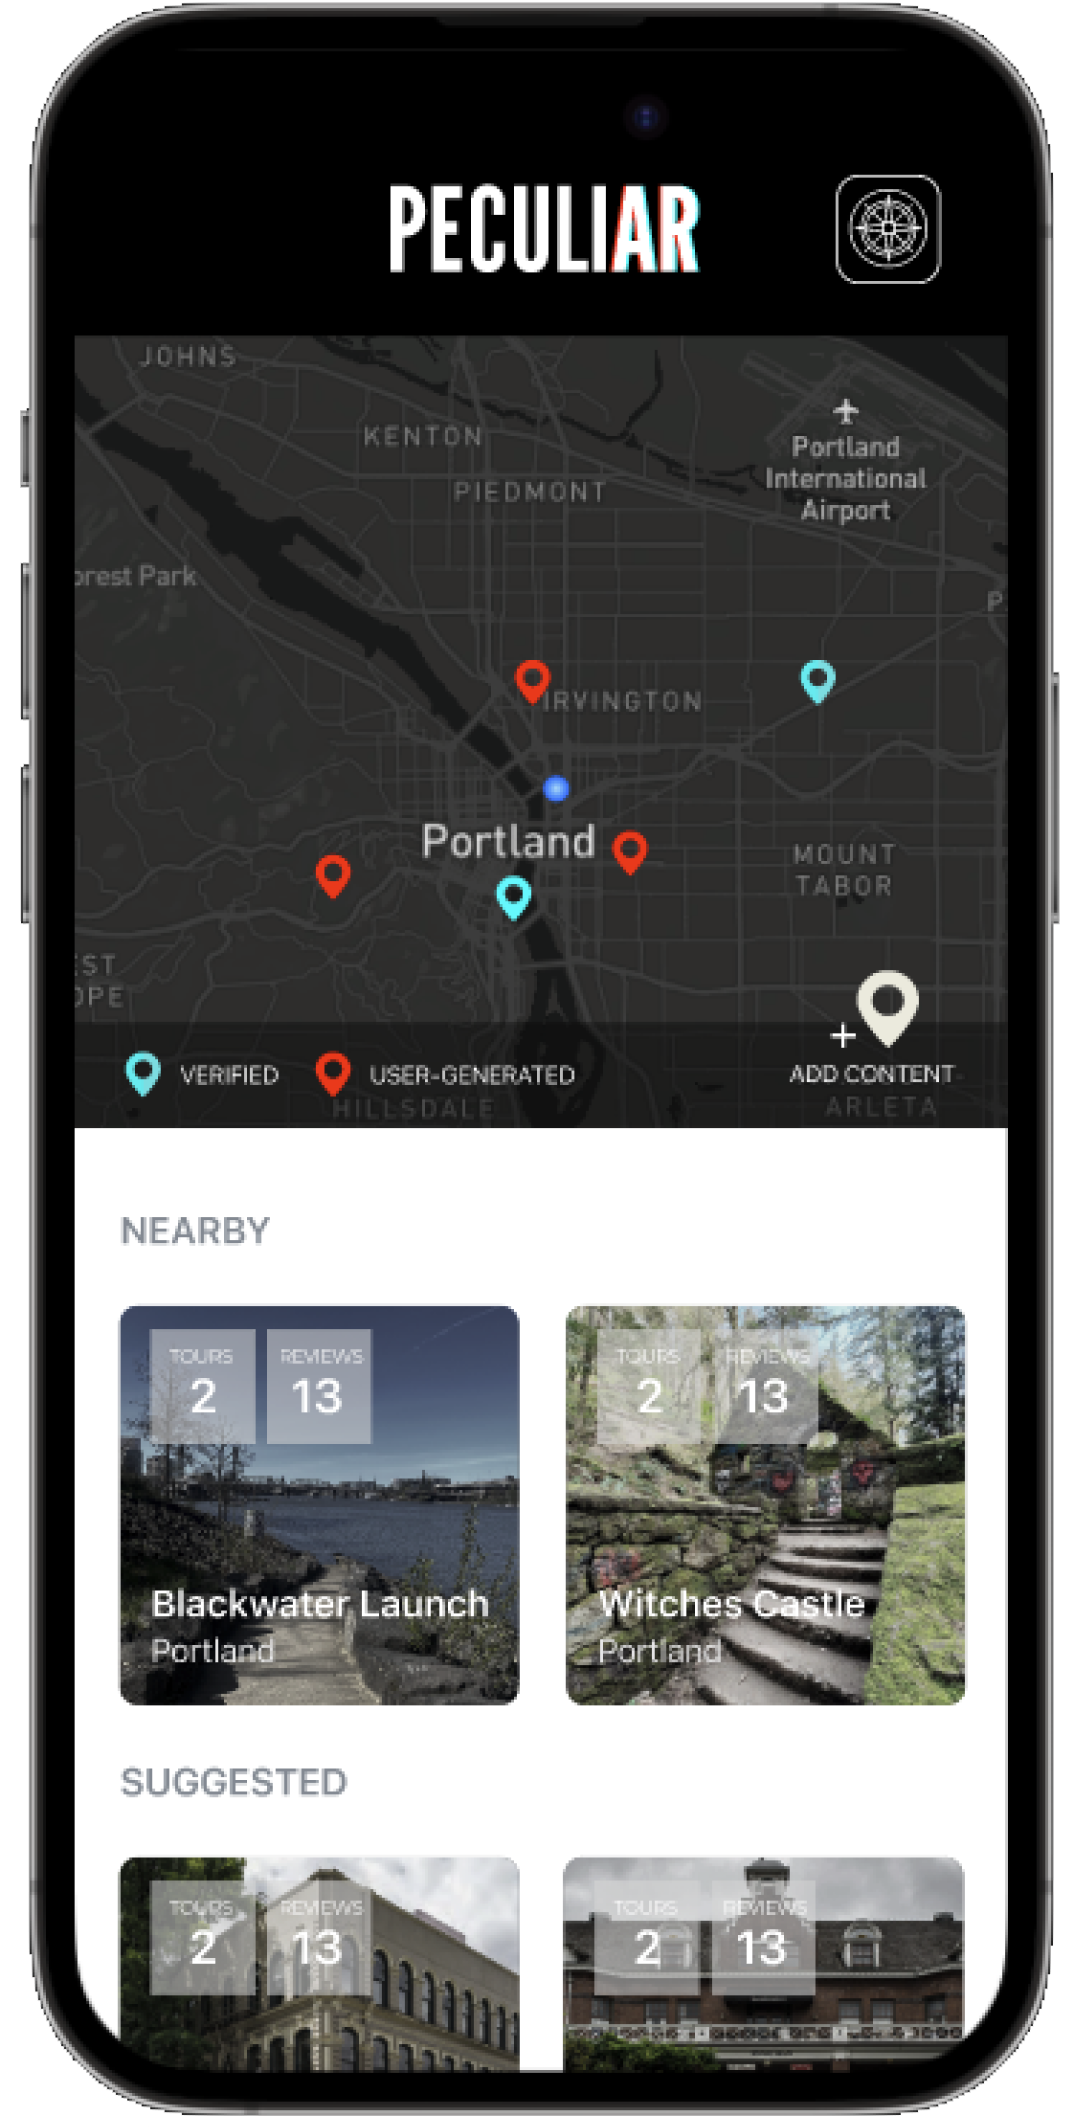 PECULIAR
JOHNS
KENTON
PIEDMONT
Portland
International
Airport
orest Park
P
IRVINGTON
Portland
MOUNT
TABOR
EST
OPE
+
VERIFIED
USER-GENERATED
ADD CONTENT
HILLSDALE
ARLETA
NEARBY
TOURS
2
REVIEWS
13
Blackwater Launch
Portland
TOURS
2
REVIEWS
13
Witches Castle
Portland
SUGGESTED
TOURS
2
REVIEWS
13
TOURS
2
REVIEWS
13